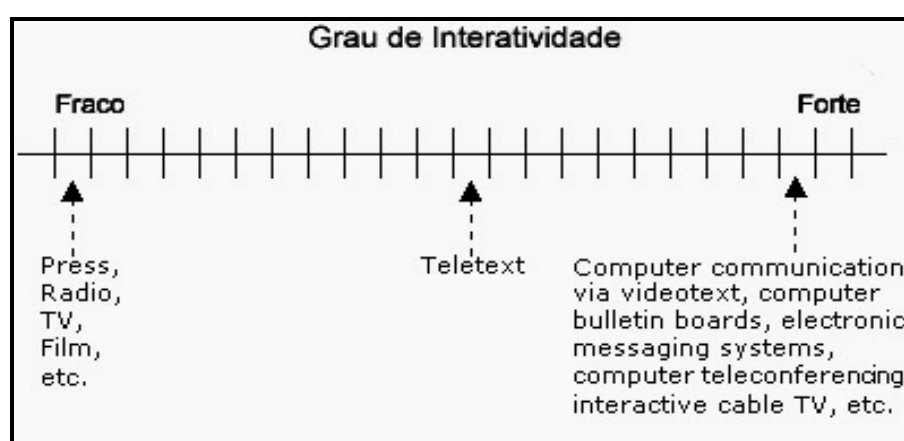 Grau de Interatividade
Fraco
Forte
Press,
Radio,
TV,
Film,
etc.
Teletext
Computer communication
via videotext, computer
bulletin boards, electronic
messaging systems,
computer teleconferencing
interactive cable TV, etc.